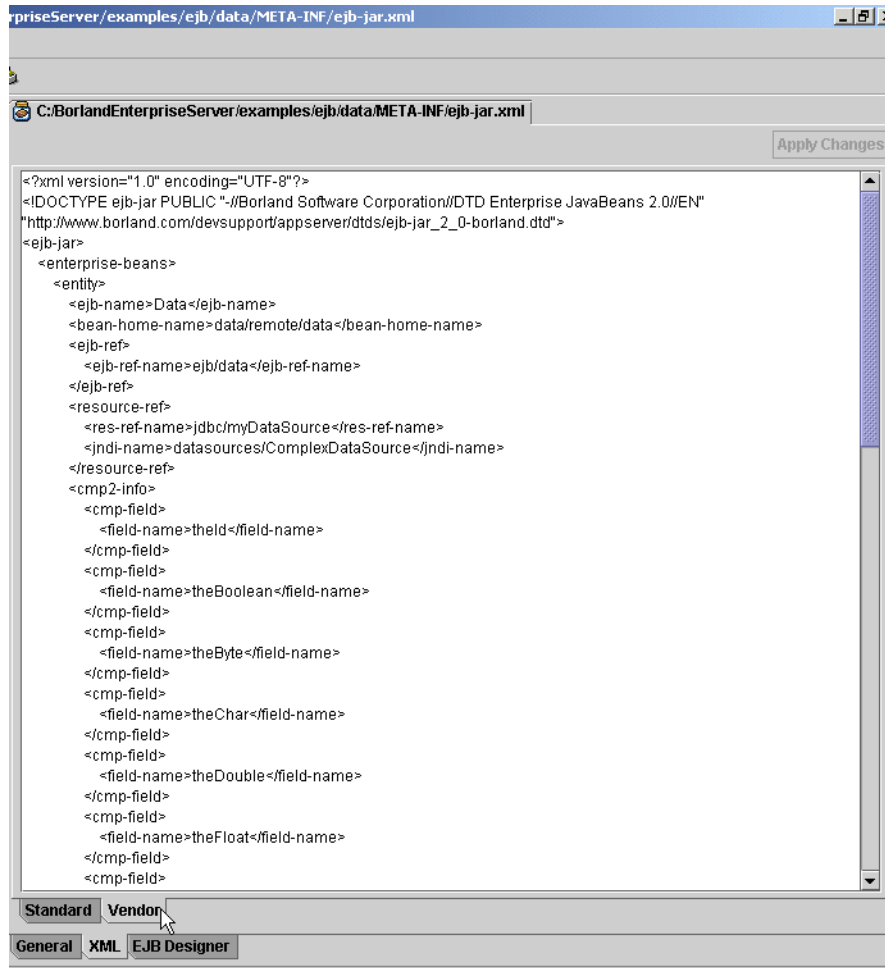 rpriseServer/examples/ejb/data/META-INF/ejb-jar.xml
C:/BorlandEnterpriseServer/examples/ejb/data/META-INF/ejb-jar.xml
Apply Changes
<?xml version="1.0" encoding="UTF-8"?>
<!DOCTYPE ejb-jar PUBLIC "-//Borland Software Corporation//DTD Enterprise JavaBeans 2.0//EN"
"http://www.borland.com/devsupport/appserver/dtds/ejb-jar_2_0-borland.dtd">
<ejb-jar>
<enterprise-beans>
<entity>
<ejb-name>Data</ejb-name>
<bean-home-name>data/remote/data</bean-home-name>
<ejb-ref>
<ejb-ref-name>ejb/data</ejb-ref-name>
</ejb-ref>
<resource-ref>
<res-ref-name>jdbc/myDataSource</res-ref-name>
<jndi-name>datasources/ComplexDataSource</jndi-name>
</resource-ref>
<cmp2-info>
<cmp-field>
<field-name>theId</field-name>
</cmp-field>
<cmp-field>
<field-name>theBoolean</field-name>
</cmp-field>
<cmp-field>
<field-name>theByte</field-name>
</cmp-field>
<cmp-field>
<field-name>theChar</field-name>
</cmp-field>
<cmp-field>
<field-name>theDouble</field-name>
</cmp-field>
<cmp-field>
<field-name>theFloat</field-name>
</cmp-field>
<cmp-field>
Standard Vendor
General XML EJB Designer